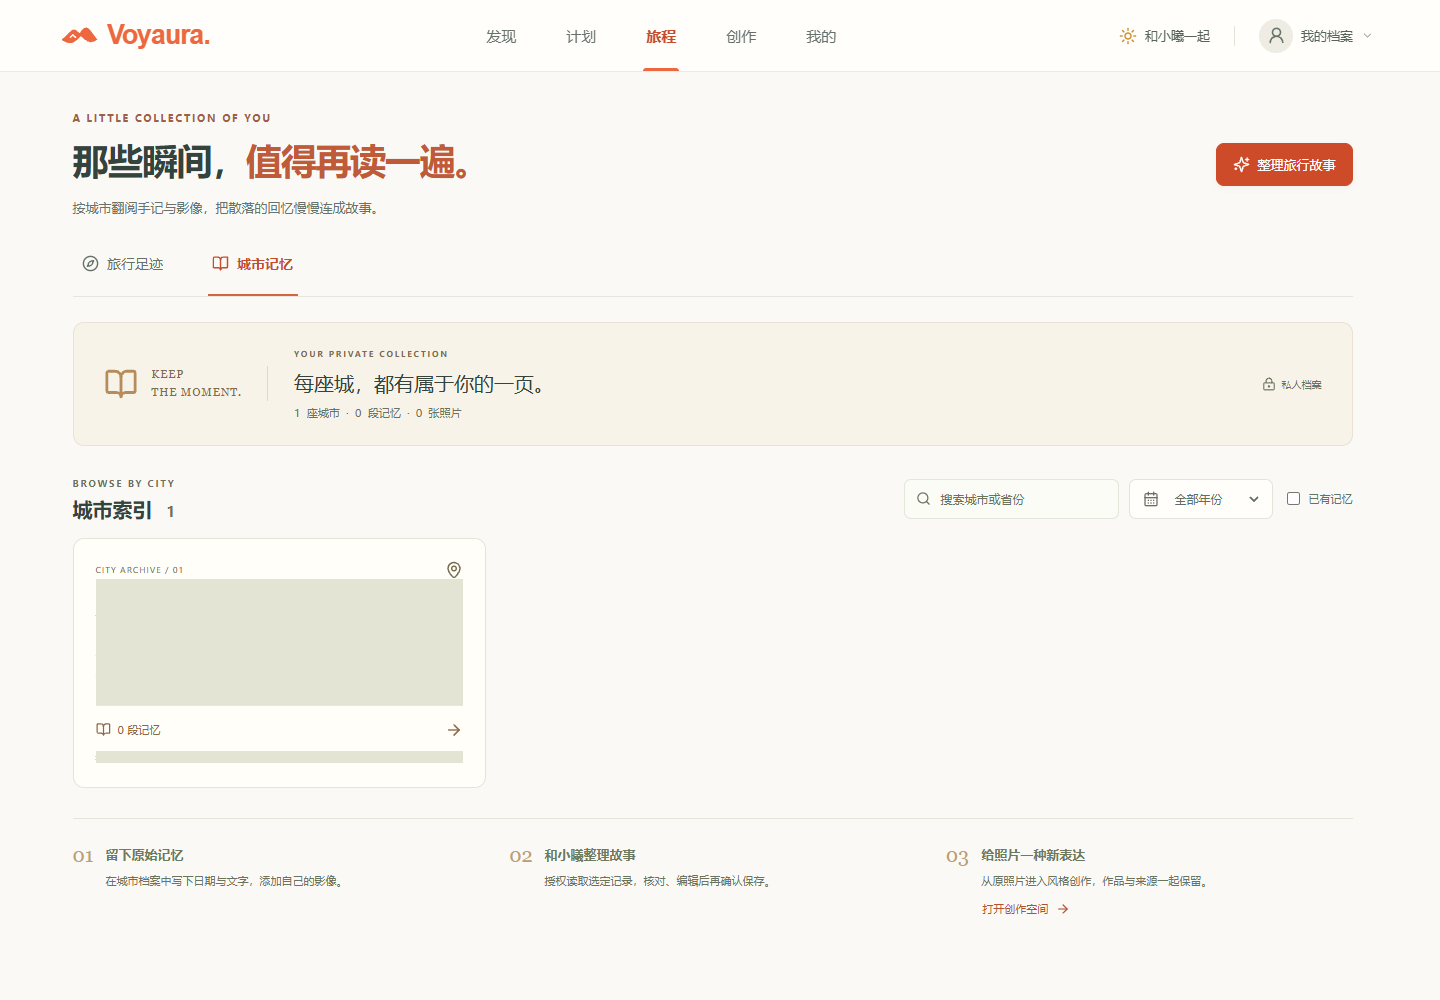 Voyaura.
发现
计划
旅程
创作
我的
和小曦一起
我的档案
A LITTLE COLLECTION OF YOU
那些瞬间，值得再读一遍。
整理旅行故事
按城市翻阅手记与影像，把散落的回忆慢慢连成故事。
旅行足迹
城市记忆
KEEP
THE MOMENT.
YOUR PRIVATE COLLECTION
每座城，都有属于你的一页。
1 座城市 · 0 段记忆 · 0 张照片
私人档案
BROWSE BY CITY
城市索引 1
搜索城市或省份
全部年份
已有记忆
CITY ARCHIVE / 01
0 段记忆
01 留下原始记忆
在城市档案中写下日期与文字，添加自己的影像。
02 和小曦整理故事
授权读取选定记录，核对、编辑后再确认保存。
03 给照片一种新表达
从原照片进入风格创作，作品与来源一起保留。
打开创作空间